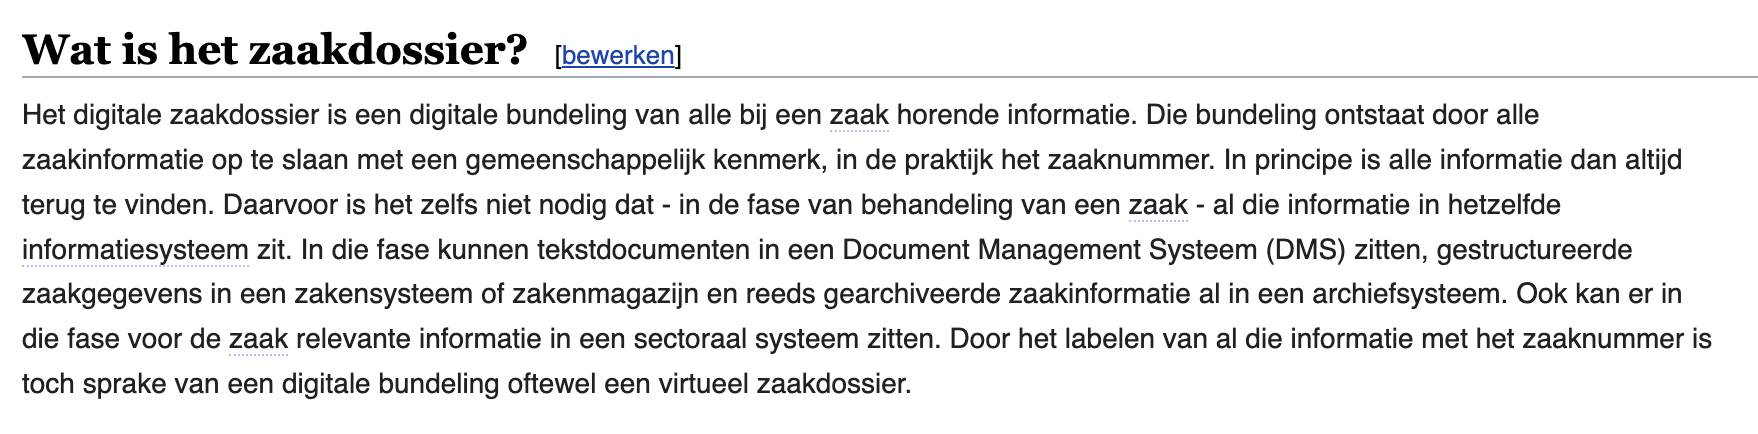 Wat is het zaakdossier? [bewerken]
Het digitale zaakdossier is een digitale bundeling van alle bij een zaak horende informatie. Die bundeling ontstaat door alle
zaakinformatie op te slaan met een gemeenschappelijk kenmerk, in de praktijk het zaaknummer. In principe is alle informatie dan altijd
terug te vinden. Daarvoor is het zelfs niet nodig dat - in de fase van behandeling van een zaak - al die informatie in hetzelfde
informatiesysteem zit. In die fase kunnen tekstdocumenten in een Document Management Systeem (DMS) zitten, gestructureerde
zaakgegevens in een zakensysteem of zakenmagazijn en reeds gearchiveerde zaakinformatie al in een archiefsysteem. Ook kan er in
die fase voor de zaak relevante informatie in een sectoraal systeem zitten. Door het labelen van al die informatie met het zaaknummer is
toch sprake van een digitale bundeling oftewel een virtueel zaakdossier.